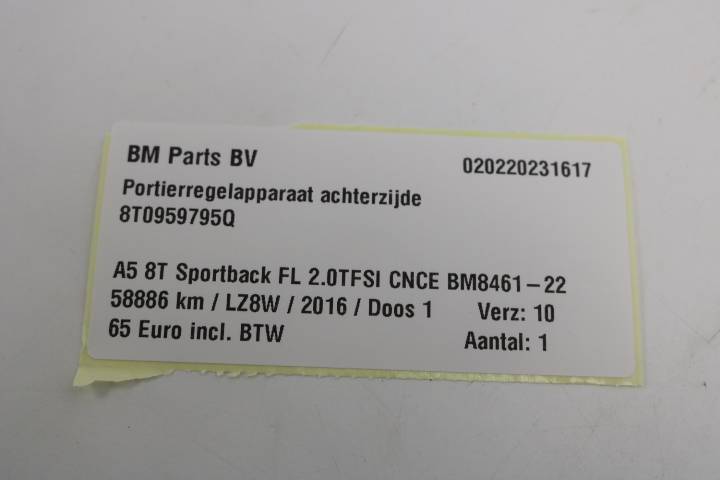 BM Parts BV 020220231617
Portierregelapparaat achterzijde
8T0959795Q
A5 8T Sportback FL 2.0TFSI CNCE BM8461-22
58886 km / LZ8W / 2016 / Doos 1 Verz: 10
65 Euro incl. BTW Aantal: 1